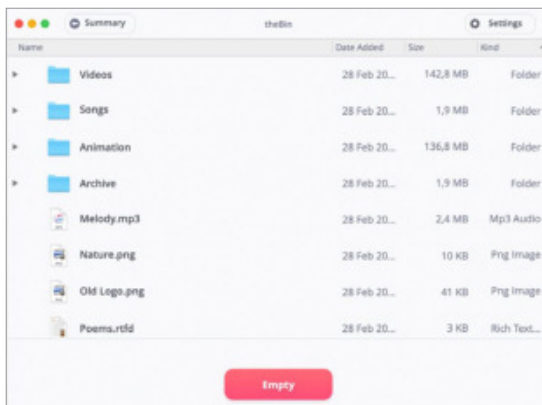 Summary theBin Settings
Name Date Added Size Kind
Videos 28 Feb 20... 142,8 MB Folder
Songs 28 Feb 20... 1,9 MB Folder
Animation 28 Feb 20... 136,8 MB Folder
Archive 28 Feb 20... 1,9 MB Folder
Melody.mp3 28 Feb 20... 2,4 MB Mp3 Audio
Nature.png 28 Feb 20... 10 KB Png Image
Old Logo.png 28 Feb 20... 41 KB Png Image
Poems.rtfd 28 Feb 20... 3 KB Rich Text...
Empty